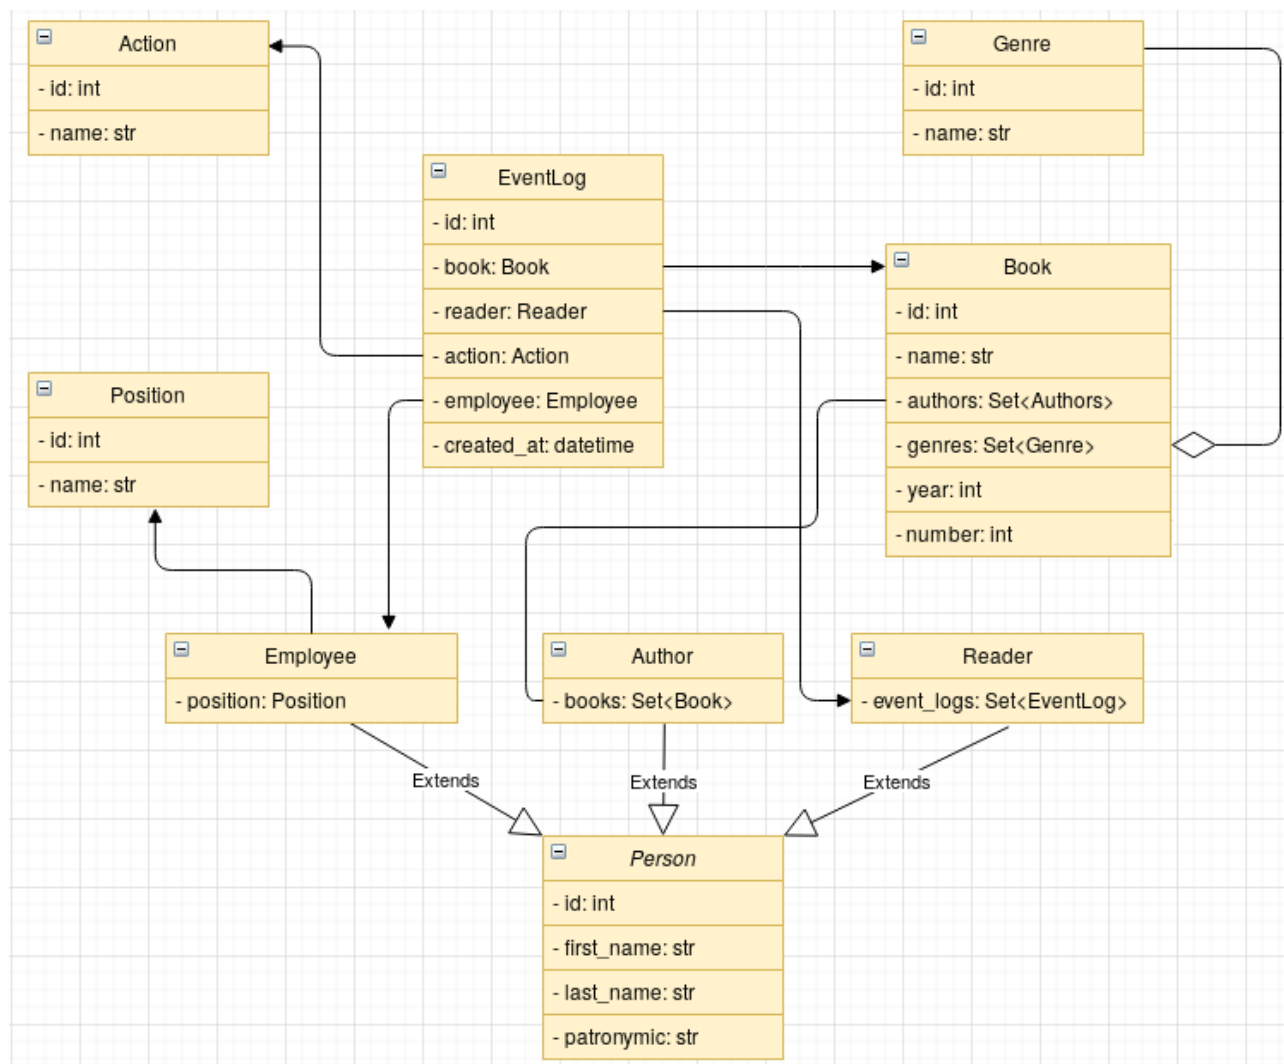 Action
- id: int
- name: str
Genre
- id: int
- name: str
EventLog
- id: int
- book: Book
- reader: Reader
- action: Action
- employee: Employee
- created_at: datetime
Book
- id: int
- name: str
- authors: Set<Authors>
- genres: Set<Genre>
- year: int
- number: int
Position
- id: int
- name: str
Employee
- position: Position
Author
- books: Set<Book>
Reader
- event_logs: Set<EventLog>
Extends
Extends
Extends
Person
- id: int
- first_name: str
- last_name: str
- patronymic: str